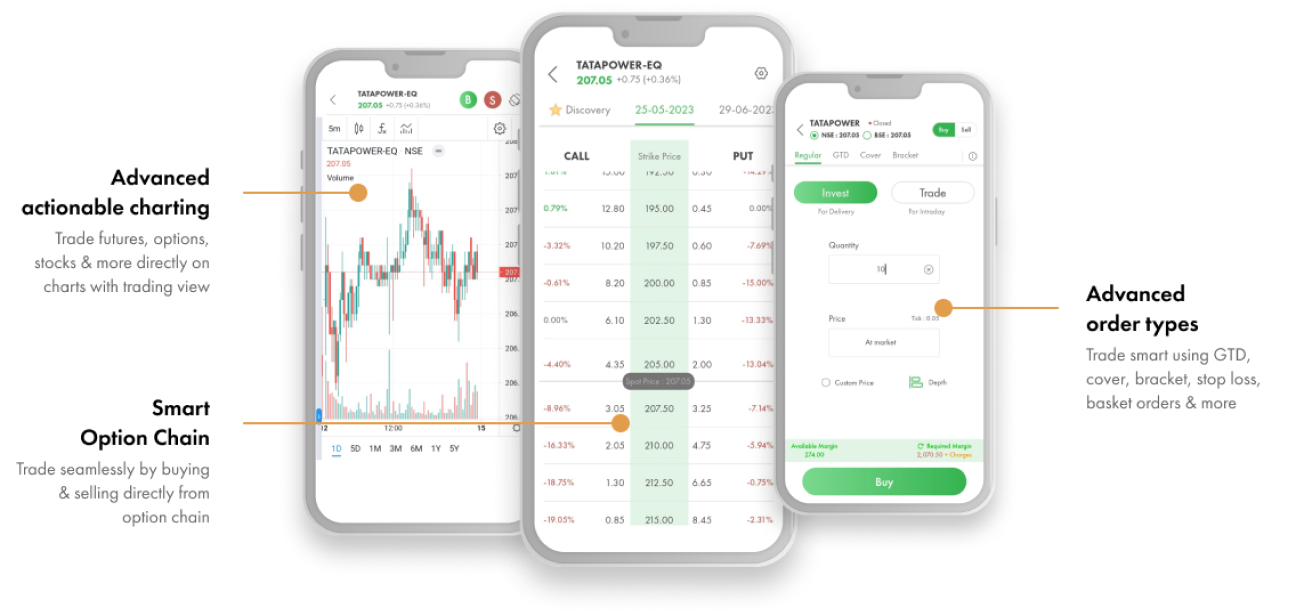 Advanced
actionable charting
Trade futures, options,
stocks & more directly on
charts with trading view
Smart
Option Chain
Trade seamlessly by buying
& selling directly from
option chain
TATAPOWER-EQ
207.05 +0.75 (+0.36%)
B S
5m
TATAPOWER-EQ NSE
207.05
Volume
207
207
207
207
207.
206.
206.
206.
206
12 12:00 15
1D 5D 1M 3M 6M 1Y 5Y
TATAPOWER-EQ
207.05 +0.75 (+0.36%)
Discovery 25-05-2023 29-06-202
CALL Strike Price PUT
192.50 0.50
0.79% 12.80 195.00 0.45 0.00%
-3.32% 10.20 197.50 0.60 -7.69%
-0.61% 8.20 200.00 0.85 -15.00%
0.00% 6.10 202.50 1.30 -13.33%
-4.40% 4.35 205.00 2.00 -13.04%
Spot Price : 207.05
-8.96% 3.05 207.50 3.25 -7.14%
-16.33% 2.05 210.00 4.75 -5.94%
-18.75% 1.30 212.50 6.65 -0.75%
-19.05% 0.85 215.00 8.45 -2.31%
TATAPOWER Closed
NSE : 207.05 BSE : 207.05
Buy Sell
Regular GTD Cover Bracket
Invest Trade
For Delivery For Intraday
Quantity
10
Price Tick : 0.05
At market
Custom Price Depth
Available Margin Required Margin
274.00 2,070.50 + Charges
Buy
Advanced
order types
Trade smart using GTD,
cover, bracket, stop loss,
basket orders & more